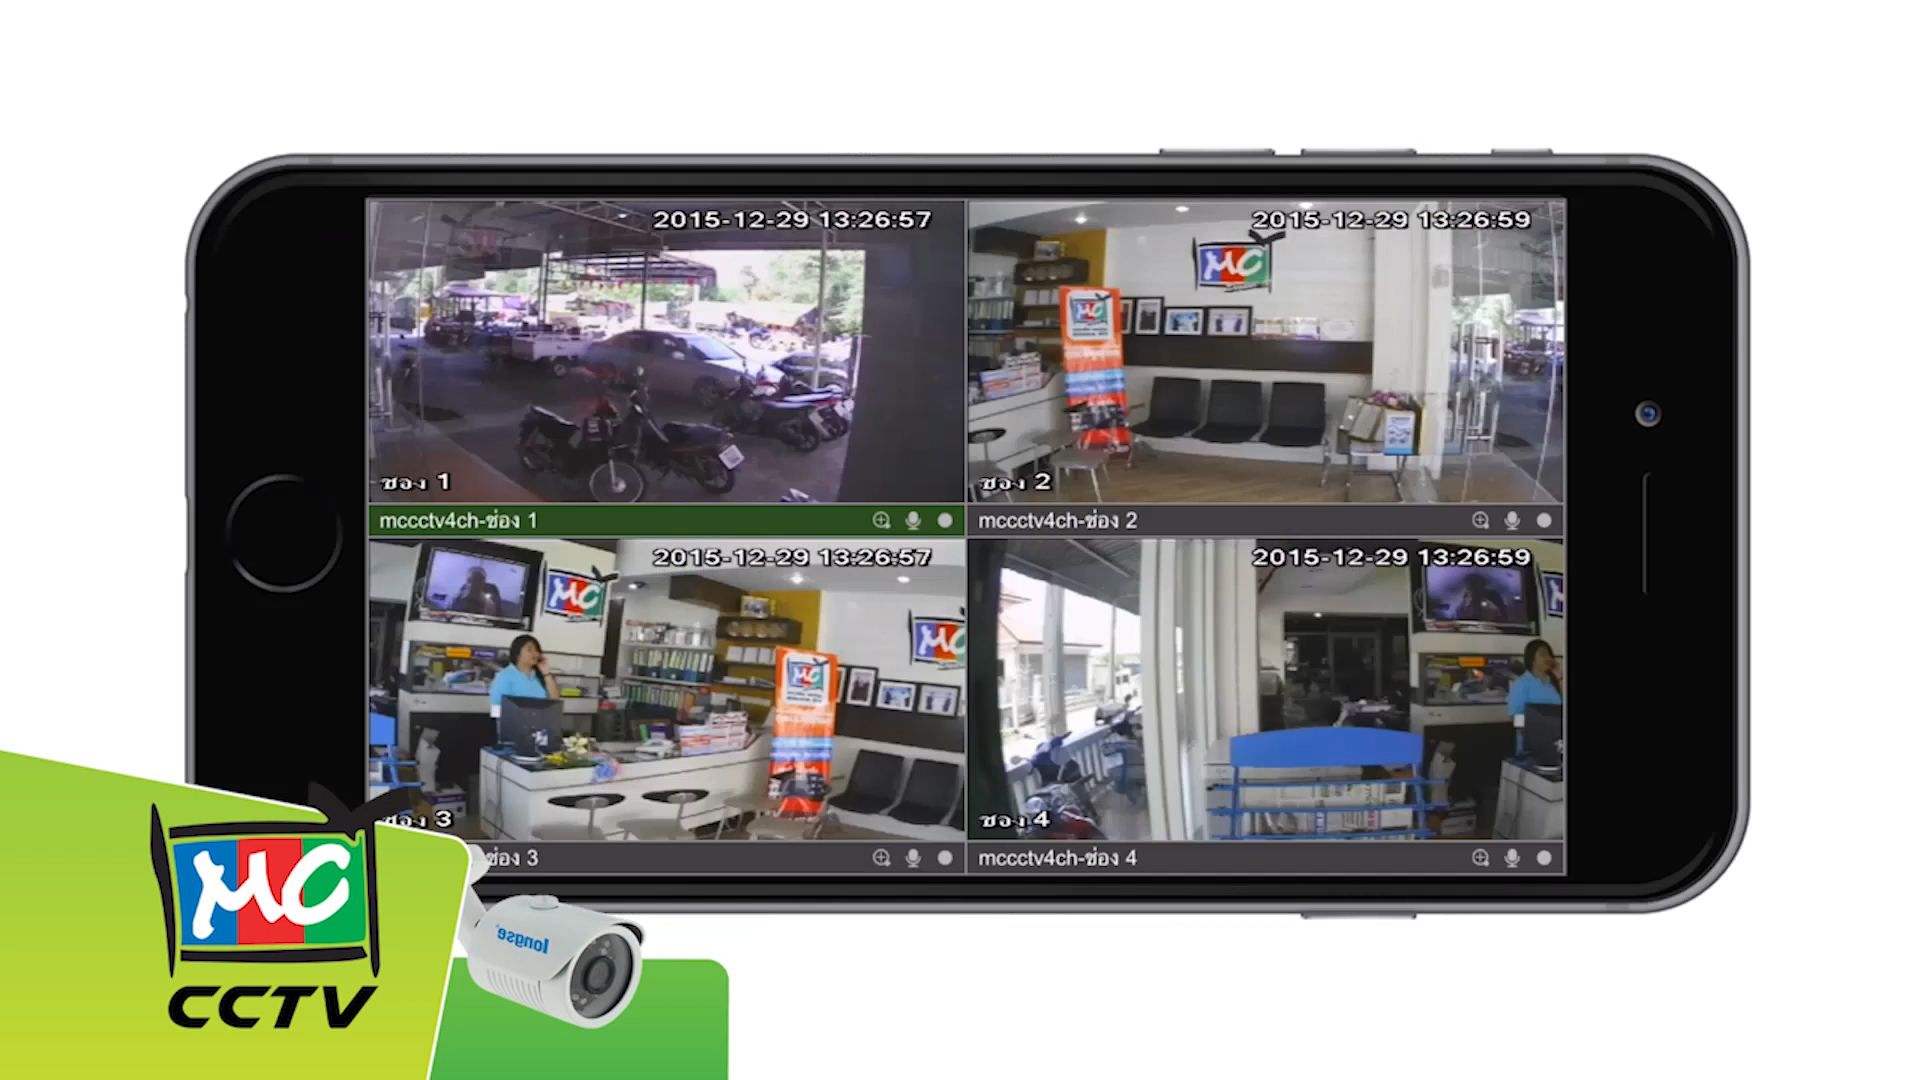 2015-12-29 13:26:57
ช่อง 1
mccctv4ch-ช่อง 1
2015-12-29 13:26:59
ช่อง 2
mccctv4ch-ช่อง 2
2015-12-29 13:26:57
ช่อง 3
ช่อง 3
2015-12-29 13:26:59
ช่อง 4
mccctv4ch-ช่อง 4
MC
CCTV
longse